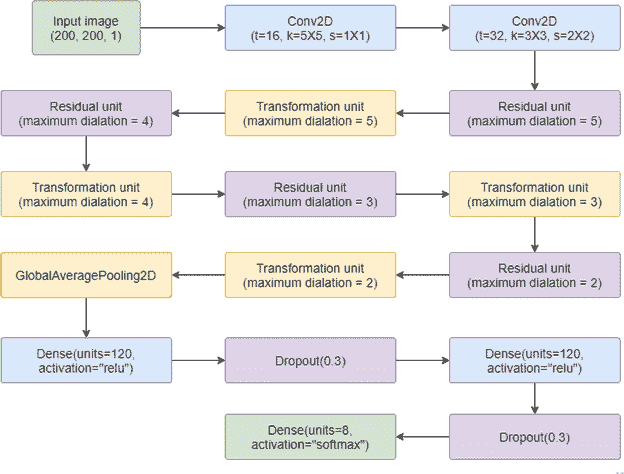 Input image
(200, 200, 1)
Conv2D
(t=16, k=5X5, s=1X1)
Conv2D
(t=32, k=3X3, s=2X2)
Residual unit
(maximum dialation = 4)
Transformation unit
(maximum dialation = 5)
Residual unit
(maximum dialation = 5)
Transformation unit
(maximum dialation = 4)
Residual unit
(maximum dialation = 3)
Transformation unit
(maximum dialation = 3)
GlobalAveragePooling2D
Transformation unit
(maximum dialation = 2)
Residual unit
(maximum dialation = 2)
Dense(units=120,
activation="relu")
Dropout(0.3)
Dense(units=120,
activation="relu")
Dense(units=8,
activation="softmax")
Dropout(0.3)